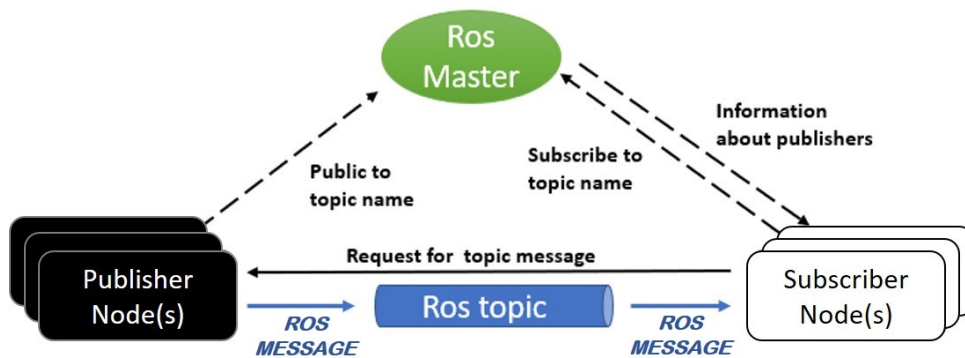 Ros
Master
Information
about publishers
Subscribe to
topic name
Public to
topic name
Request for topic message
Publisher
Node(s)
Ros topic
Subscriber
Node(s)
ROS
MESSAGE
ROS
MESSAGE